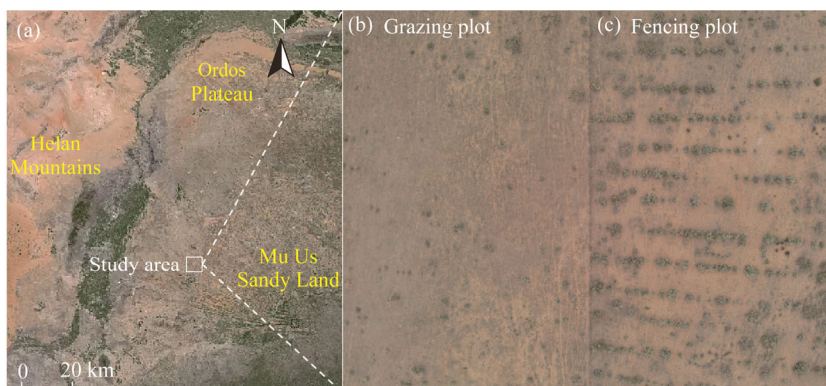 (a)
N
Ordos
Plateau
Helan
Mountains
Study area
Mu Us
Sandy Land
0 20 km
(b) Grazing plot
(c) Fencing plot